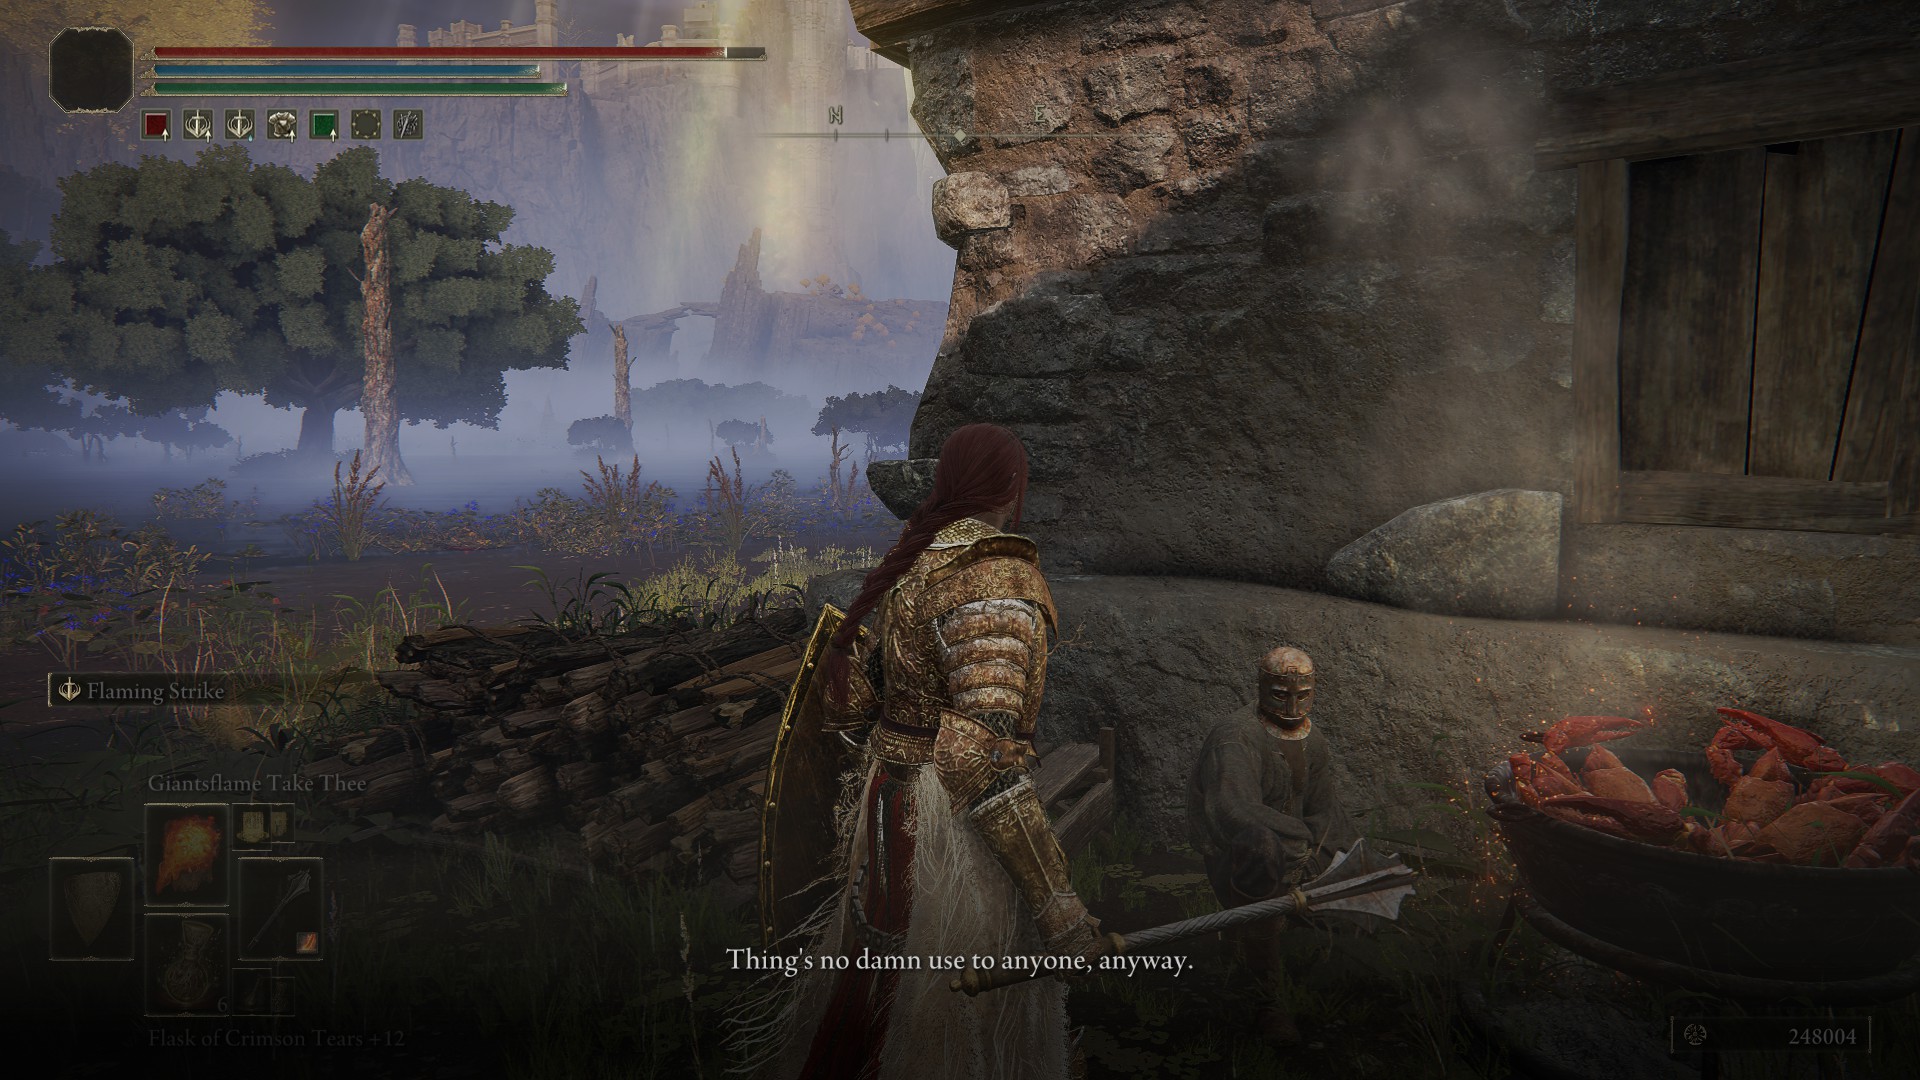 N
E
Flaming Strike
Giantsflame Take Thee
6
Flask of Crimson Tears +12
Thing's no damn use to anyone, anyway.
248004